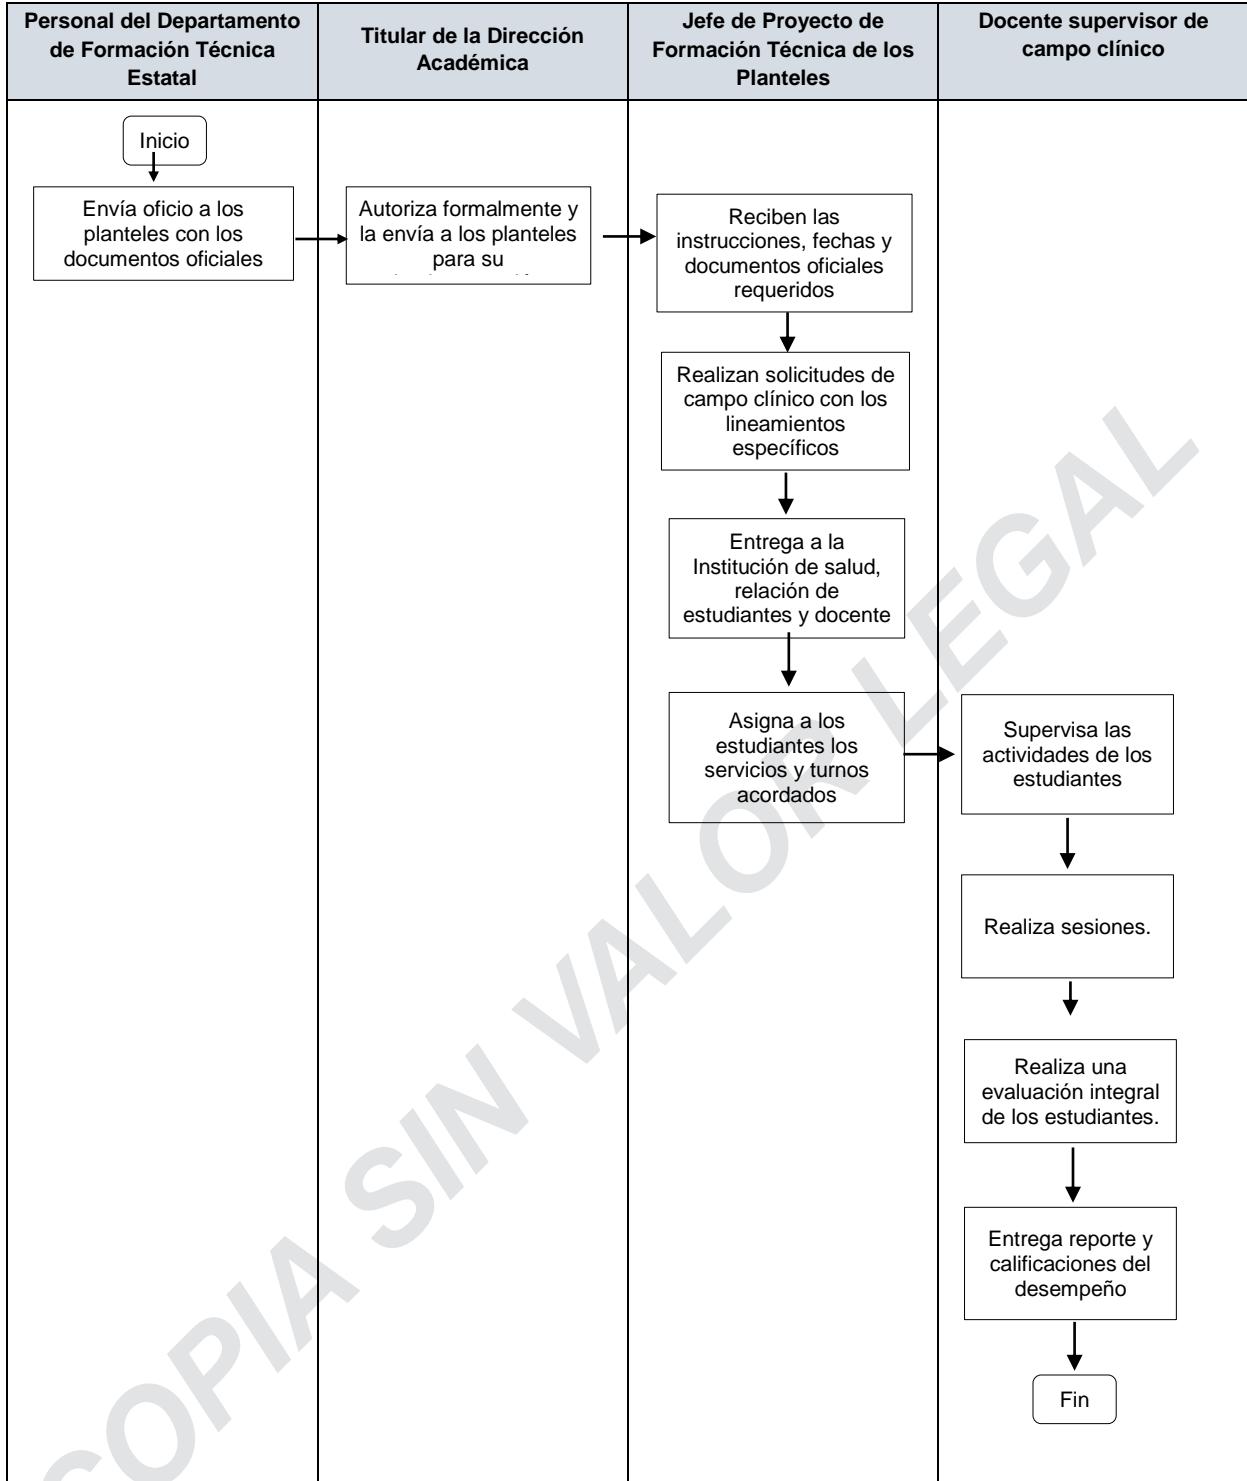 Personal del Departamento
de Formación Técnica
Estatal
Titular de la Dirección
Académica
Jefe de Proyecto de
Formación Técnica de los
Planteles
Docente supervisor de
campo clínico
Inicio
Envía oficio a los
planteles con los
documentos oficiales
Autoriza formalmente y
la envía a los planteles
para su
Reciben las
instrucciones, fechas y
documentos oficiales
requeridos
Realizan solicitudes de
campo clínico con los
lineamientos
específicos
Entrega a la
Institución de salud,
relación de
estudiantes y docente
Asigna a los
estudiantes los
servicios y turnos
acordados
Supervisa las
actividades de los
estudiantes
Realiza sesiones.
Realiza una
evaluación integral
de los estudiantes.
Entrega reporte y
calificaciones del
desempeño
Fin
COPIA SIN VALOR LEGAL